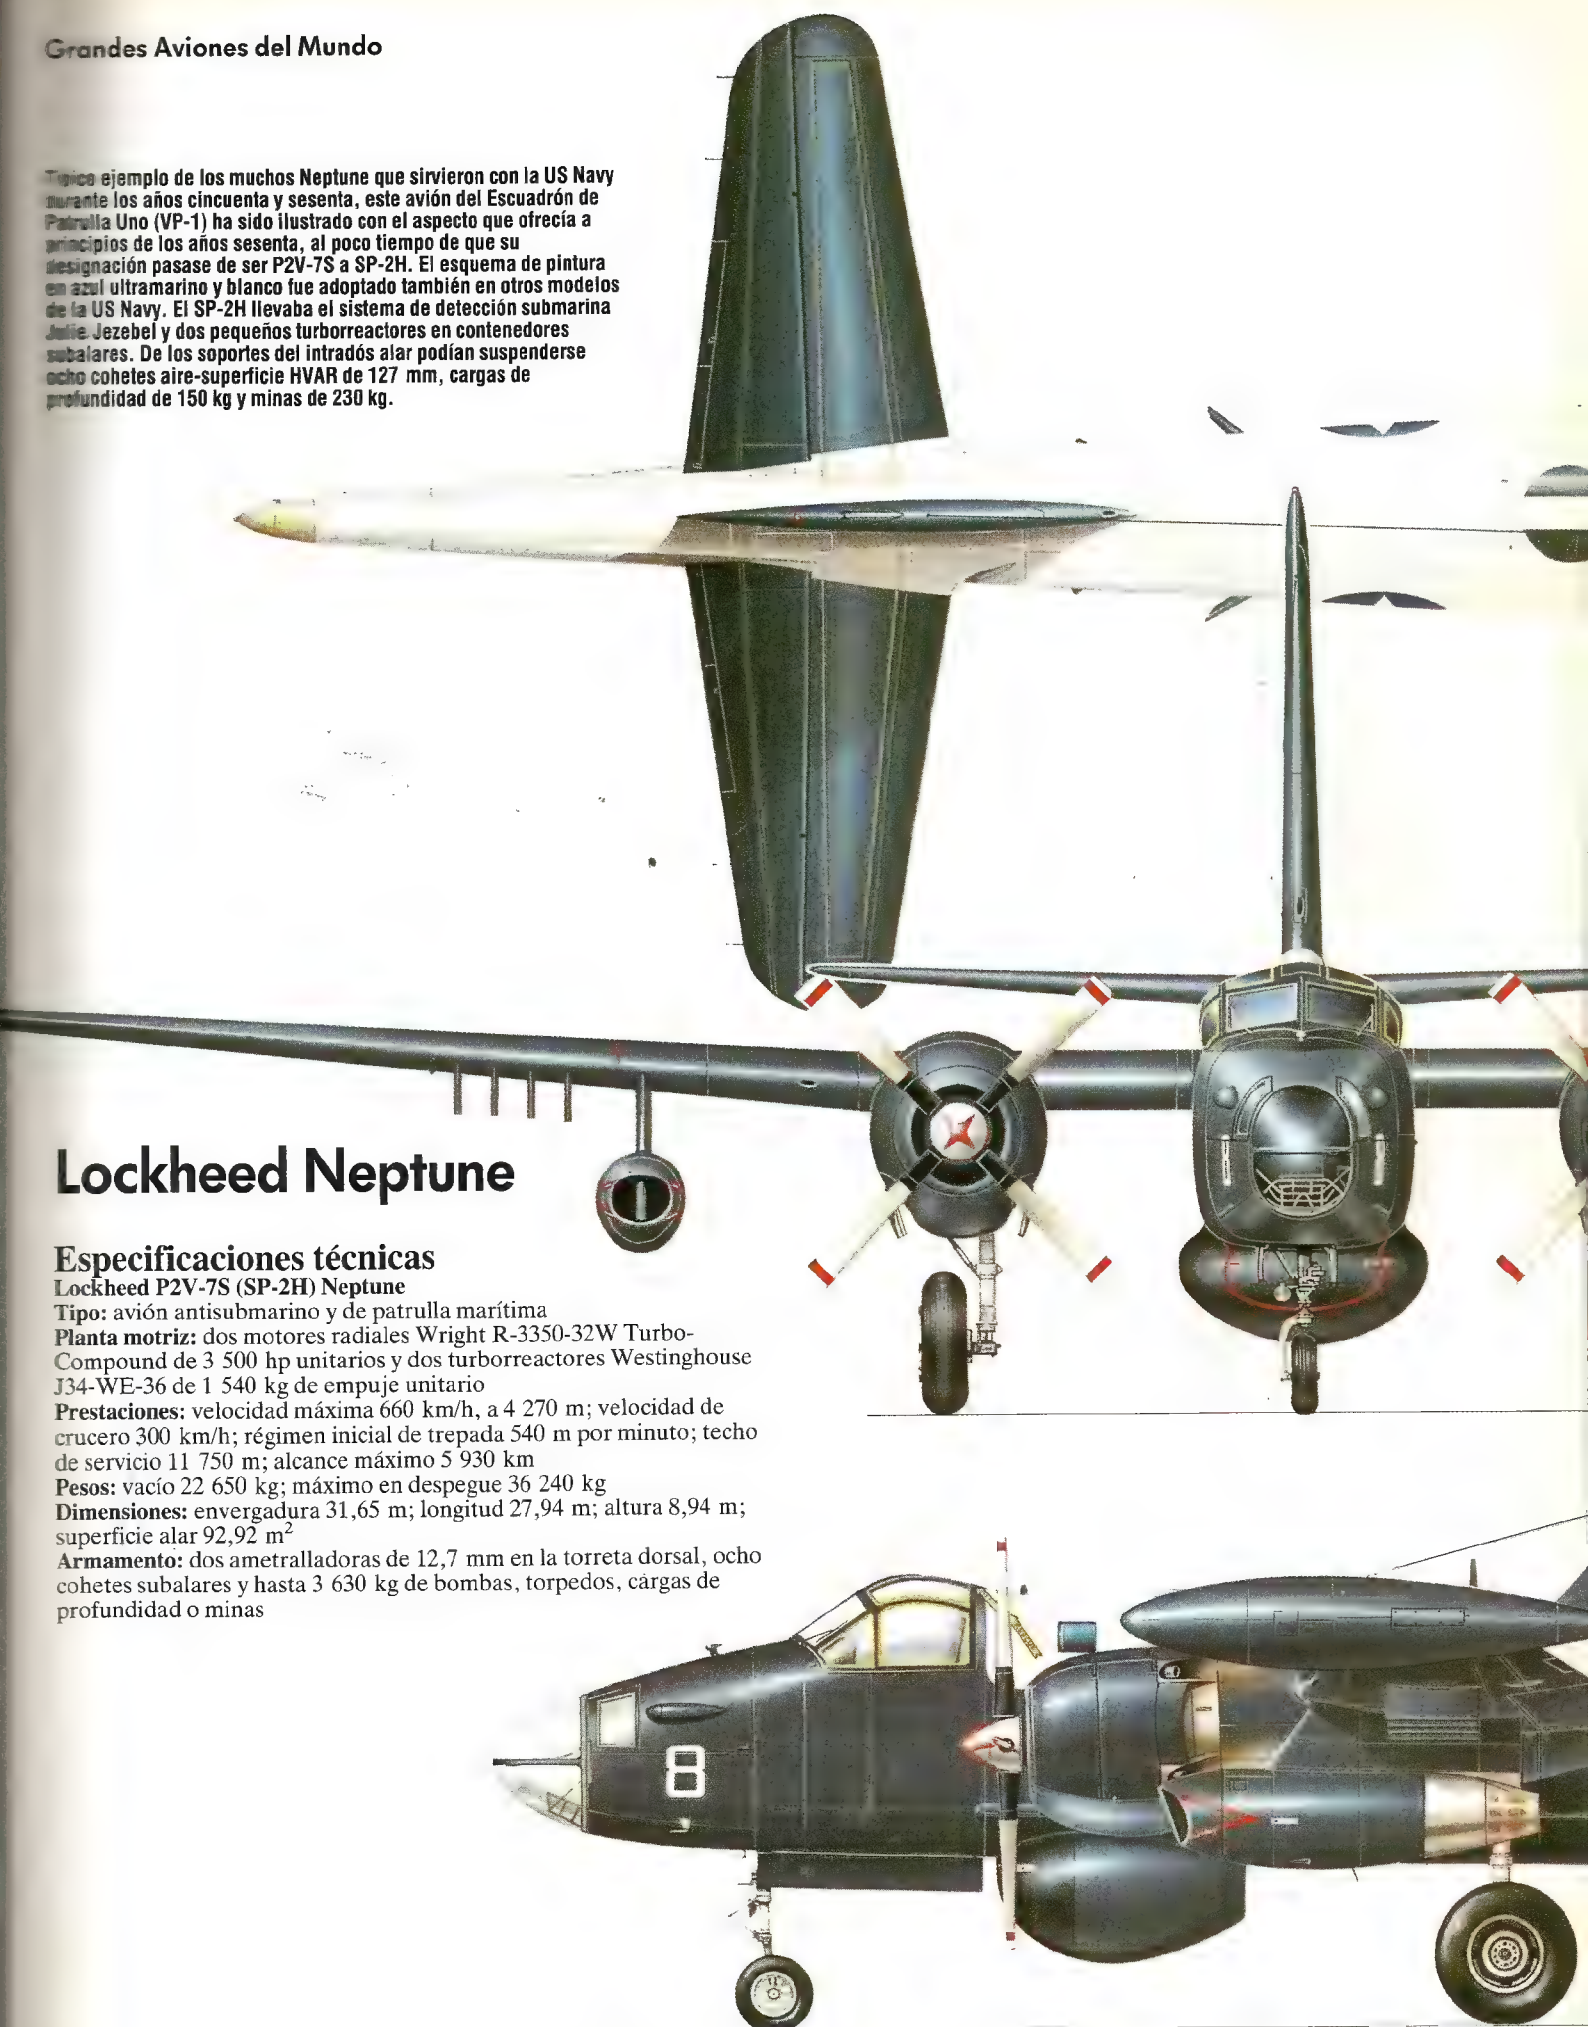 Grandes Aviones del Mundo
Típico ejemplo de los muchos Neptune que sirvieron con la US Navy
durante los años cincuenta y sesenta, este avión del Escuadrón de
Patrulla Uno (VP-1) ha sido ilustrado con el aspecto que ofrecía a
principios de los años sesenta, al poco tiempo de que su
designación pasase de ser P2V-7S a SP-2H. El esquema de pintura
en azul ultramarino y blanco fue adoptado también en otros modelos
de la US Navy. El SP-2H llevaba el sistema de detección submarina
Julie Jezebel y dos pequeños turborreactores en contenedores
subalares. De los soportes del intradós alar podían suspenderse
ocho cohetes aire-superficie HVAR de 127 mm, cargas de
profundidad de 150 kg y minas de 230 kg.
Lockheed Neptune
Especificaciones técnicas
Lockheed P2V-7S (SP-2H) Neptune
Tipo: avión antisubmarino y de patrulla marítima
Planta motriz: dos motores radiales Wright R-3350-32W Turbo-
Compound de 3 500 hp unitarios y dos turborreactores Westinghouse
J34-WE-36 de 1 540 kg de empuje unitario
Prestaciones: velocidad máxima 660 km/h, a 4 270 m; velocidad de
crucero 300 km/h; régimen inicial de trepada 540 m por minuto; techo
de servicio 11 750 m; alcance máximo 5 930 km
Pesos: vacío 22 650 kg; máximo en despegue 36 240 kg
Dimensiones: envergadura 31,65 m; longitud 27,94 m; altura 8,94 m;
superficie alar 92,92 m²
Armamento: dos ametralladoras de 12,7 mm en la torreta dorsal, ocho
cohetes subalares y hasta 3 630 kg de bombas, torpedos, cargas de
profundidad o minas
8